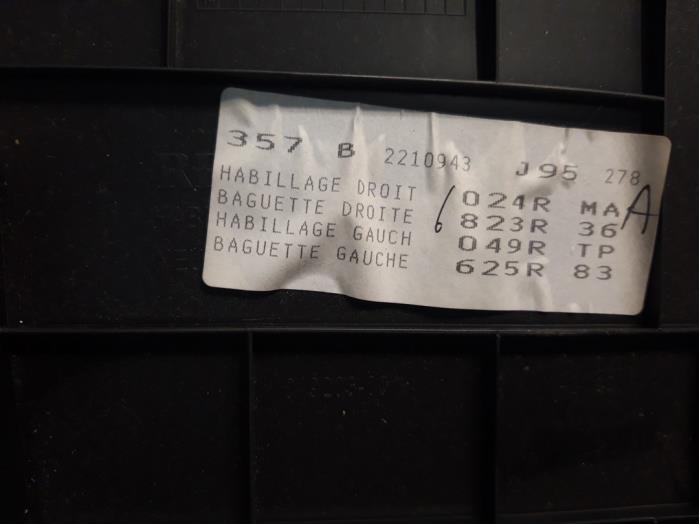 357 B 2210943 J95 278
HABILLAGE DROIT 024R MA
BAGUETTE DROITE 823R 36
HABILLAGE GAUCH 049R TP
BAGUETTE GAUCHE 625R 83
6 A